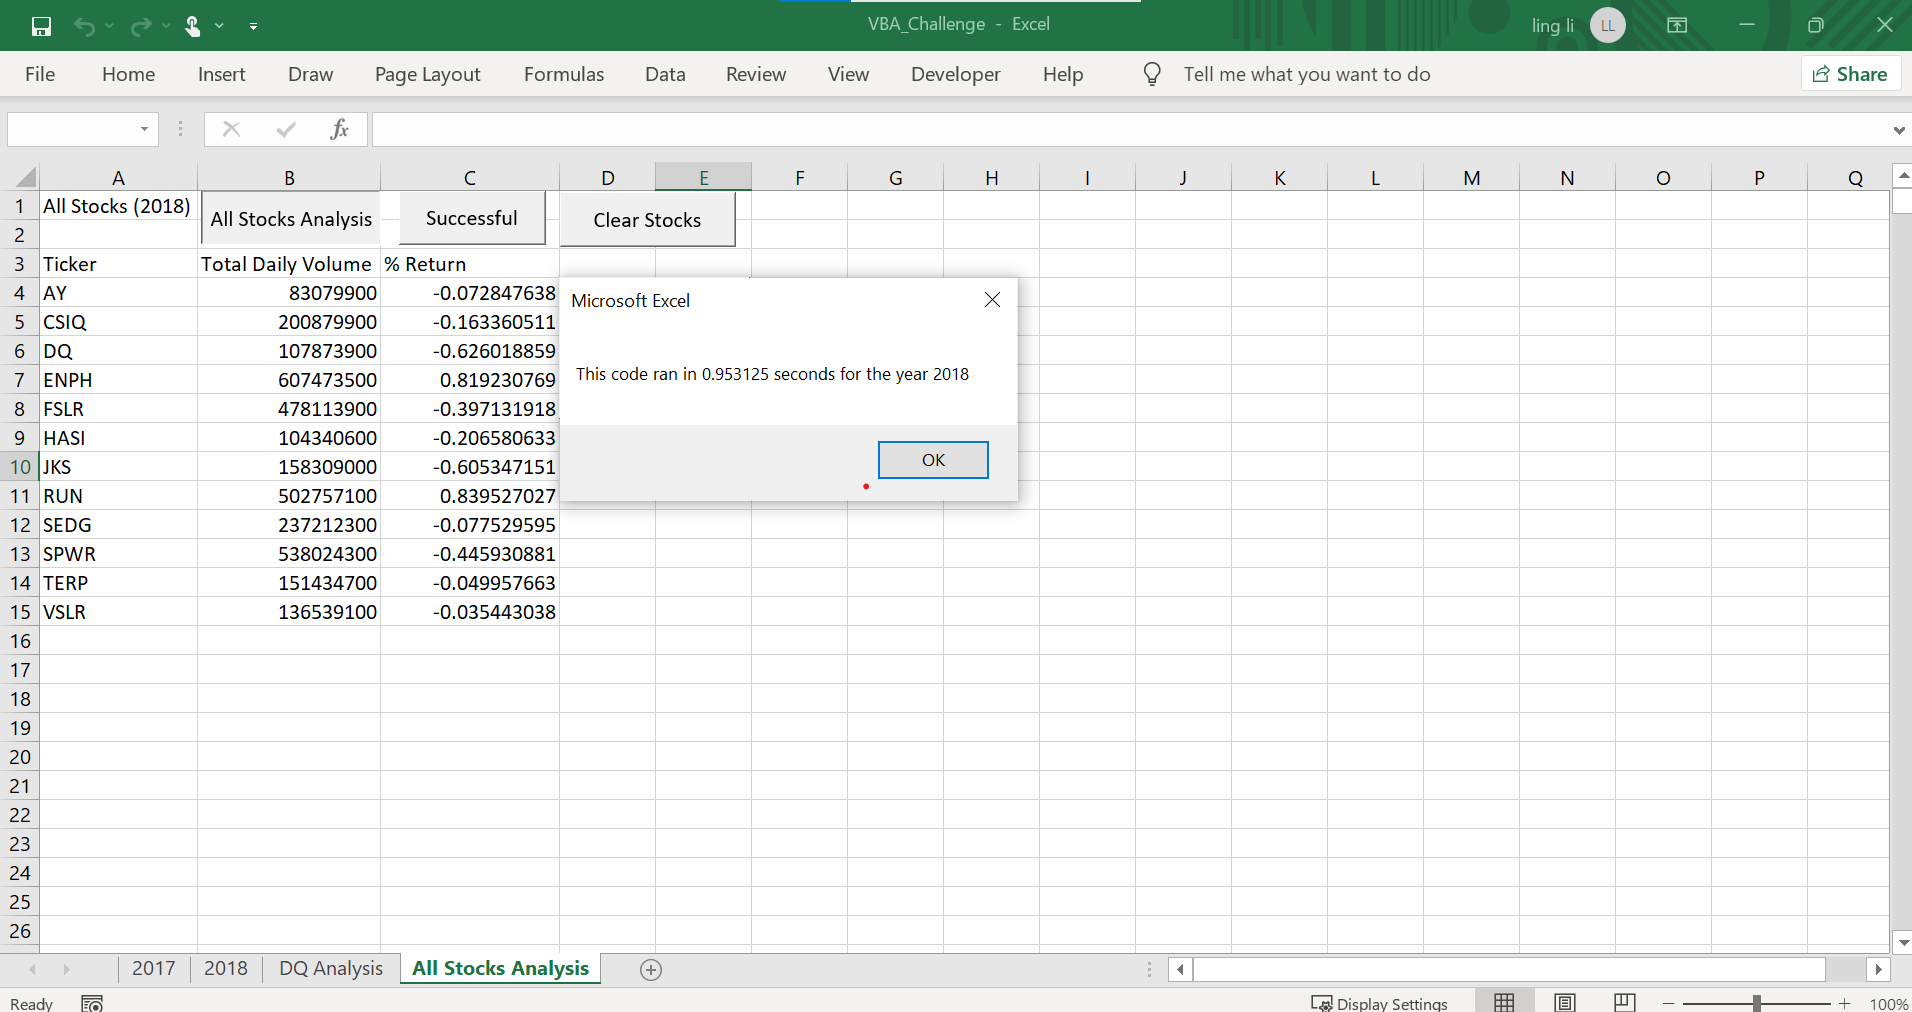 VBA_Challenge - Excel
ling li LL
File Home Insert Draw Page Layout Formulas Data Review View Developer Help Tell me what you want to do Share
fx
A B C D E F G H I J K L M N O P Q
1 All Stocks (2018) All Stocks Analysis Successful Clear Stocks
2
3 Ticker Total Daily Volume % Return
4 AY 83079900 -0.072847638
5 CSIQ 200879900 -0.163360511
6 DQ 107873900 -0.626018859
7 ENPH 607473500 0.819230769
8 FSLR 478113900 -0.397131918
9 HASI 104340600 -0.206580633
10 JKS 158309000 -0.605347151
11 RUN 502757100 0.839527027
12 SEDG 237212300 -0.077529595
13 SPWR 538024300 -0.445930881
14 TERP 151434700 -0.049957663
15 VSLR 136539100 -0.035443038
16
17
18
19
20
21
22
23
24
25
26
Microsoft Excel
This code ran in 0.953125 seconds for the year 2018
OK
2017 2018 DQ Analysis All Stocks Analysis
Ready Display Settings 100%